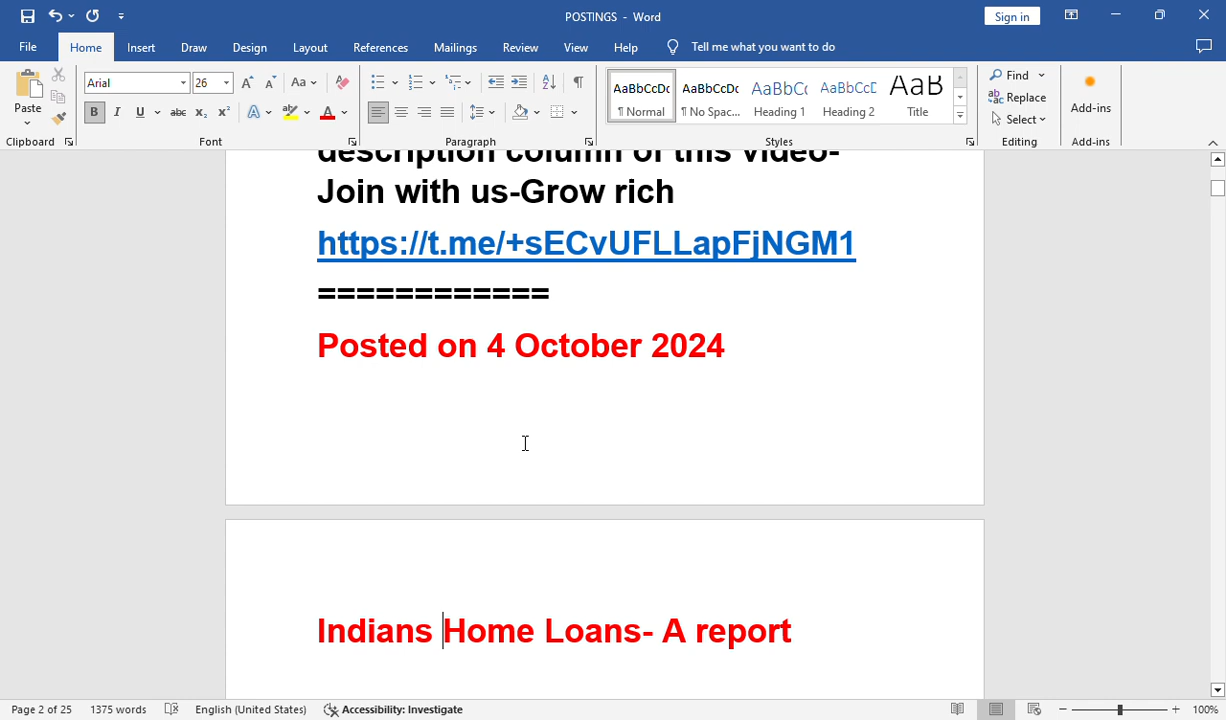 POSTINGS - Word
Sign in
File Home Insert Draw Design Layout References Mailings Review View Help Tell me what you want to do
Paste
Clipboard
Arial 26
Aa
B I U abc x₂ x²
A A
Font
Paragraph
AaBbCcDc AaBbCcDc AaBbCc AaBbCcD AaB
¶ Normal ¶ No Spac... Heading 1 Heading 2 Title
Styles
Find
Replace
Select
Editing
Add-ins
Add-ins
description column of this video-
Join with us-Grow rich
https://t.me/+sECvUFLLapFjNGM1
============
Posted on 4 October 2024
Indians Home Loans- A report
Page 2 of 25 1375 words English (United States) Accessibility: Investigate 100%